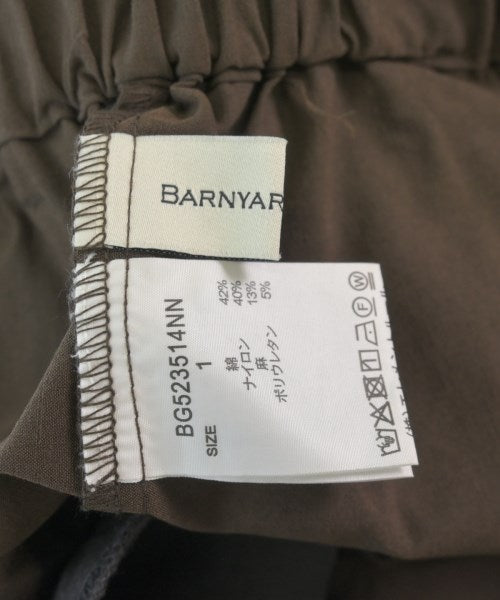 BARNYAR
BG523514NN
1
SIZE
綿 42%
ナイロン 40%
麻 13%
ポリウレタン 5%